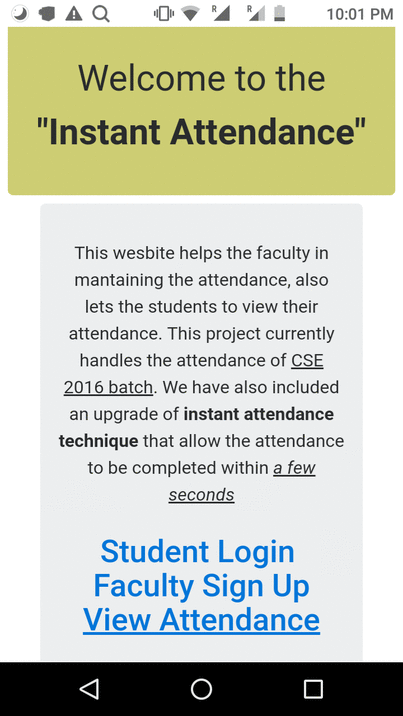 R R 10:01 PM
Welcome to the
"Instant Attendance"
This wesbite helps the faculty in
mantaining the attendance, also
lets the students to view their
attendance. This project currently
handles the attendance of CSE
2016 batch. We have also included
an upgrade of instant attendance
technique that allow the attendance
to be completed within a few
seconds
Student Login
Faculty Sign Up
View Attendance